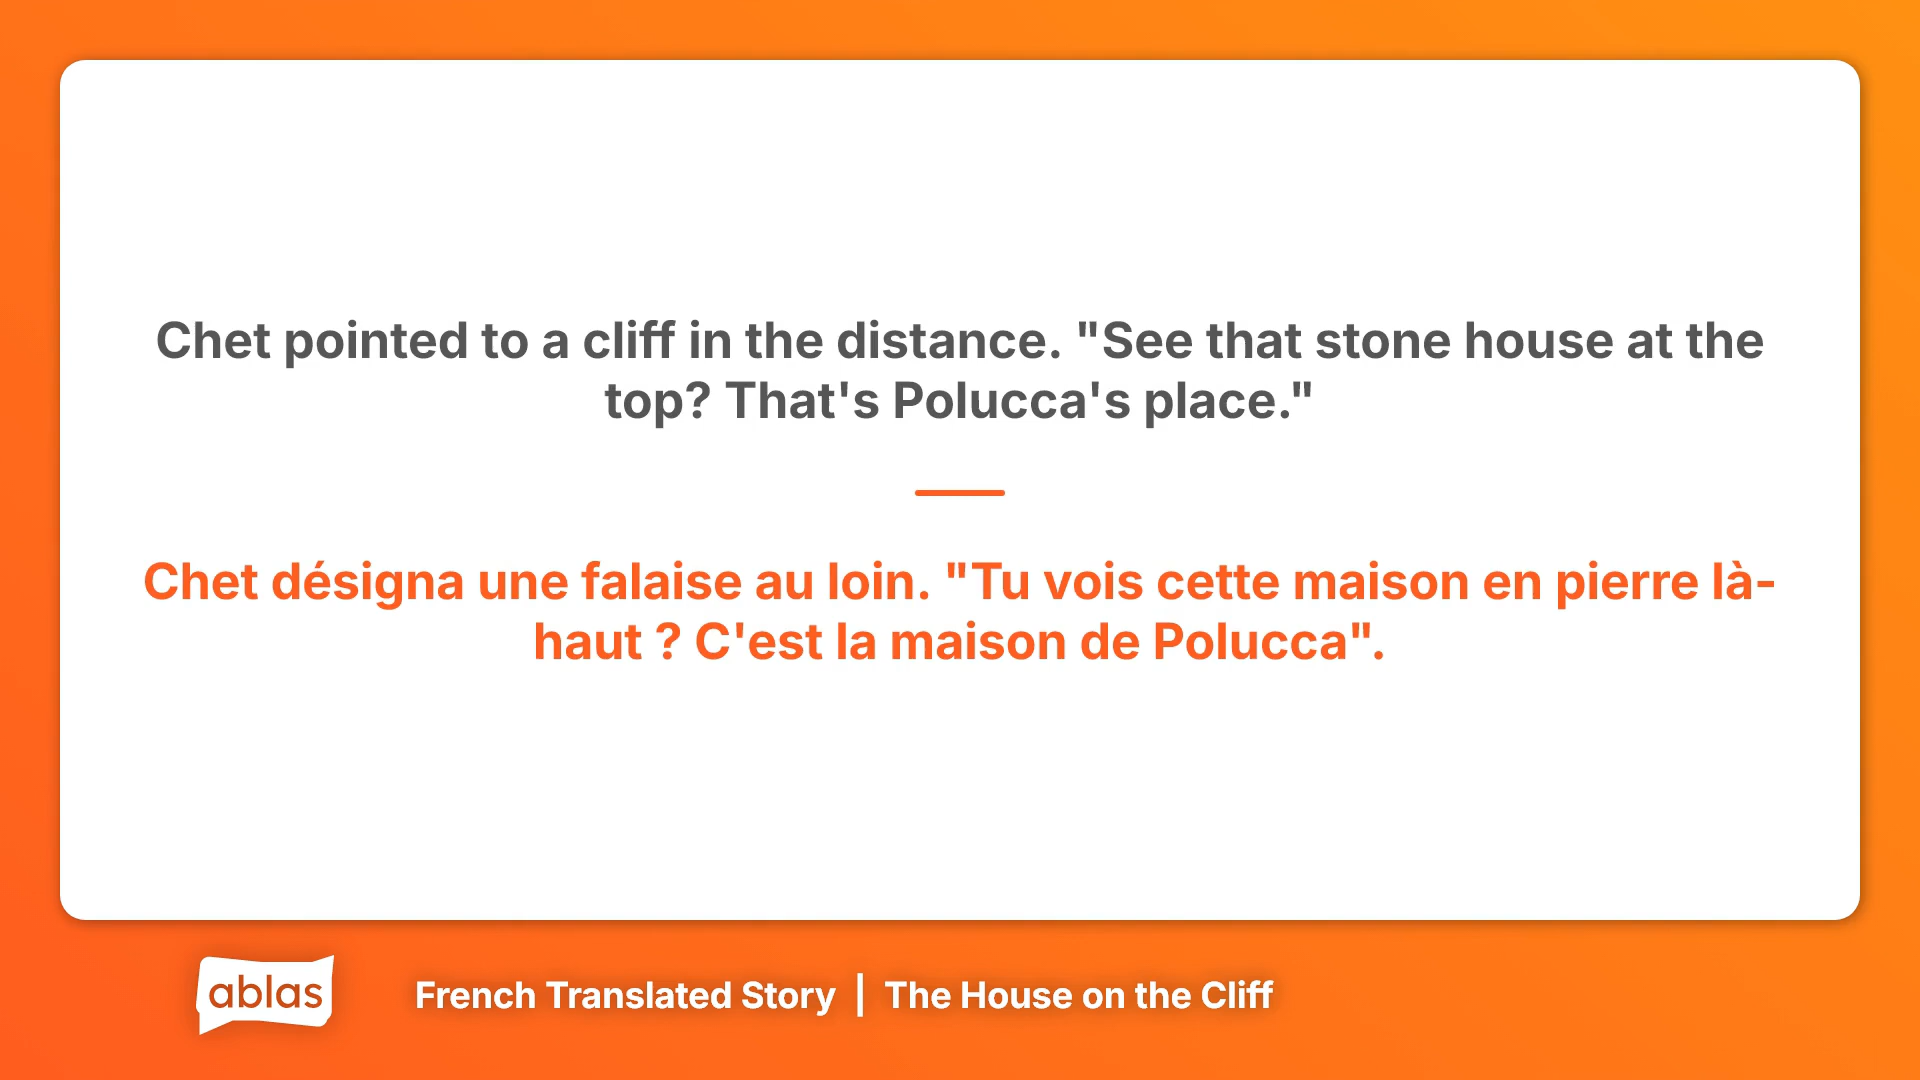 Chet pointed to a cliff in the distance. "See that stone house at the
top? That's Polucca's place."
Chet désigna une falaise au loin. "Tu vois cette maison en pierre là-
haut ? C'est la maison de Polucca".
ablas
French Translated Story | The House on the Cliff